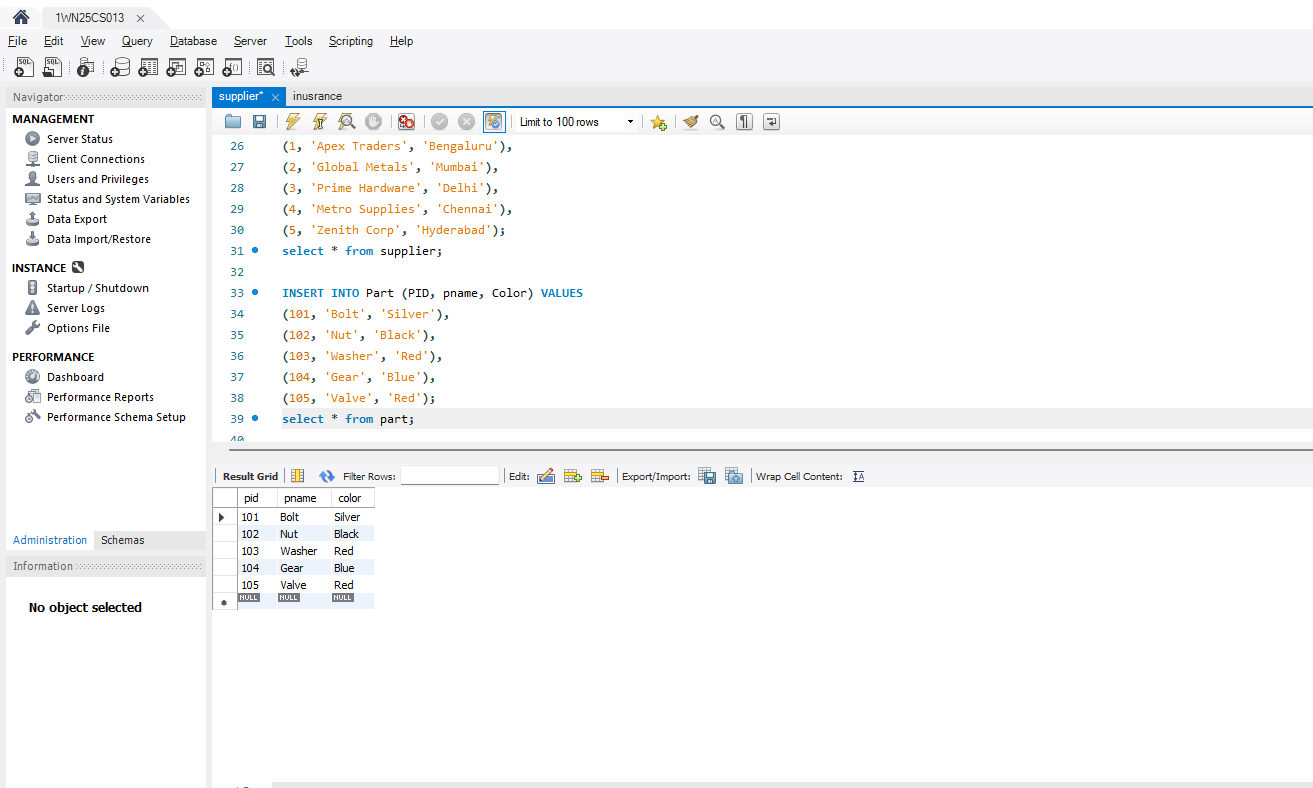 1WN25CS013
File Edit View Query Database Server Tools Scripting Help
Navigator
MANAGEMENT
Server Status
Client Connections
Users and Privileges
Status and System Variables
Data Export
Data Import/Restore
INSTANCE
Startup / Shutdown
Server Logs
Options File
PERFORMANCE
Dashboard
Performance Reports
Performance Schema Setup
Administration Schemas
Information
No object selected
supplier* inusrance
Limit to 100 rows
26 (1, 'Apex Traders', 'Bengaluru'),
27 (2, 'Global Metals', 'Mumbai'),
28 (3, 'Prime Hardware', 'Delhi'),
29 (4, 'Metro Supplies', 'Chennai'),
30 (5, 'Zenith Corp', 'Hyderabad');
31 select * from supplier;
32
33 INSERT INTO Part (PID, pname, Color) VALUES
34 (101, 'Bolt', 'Silver'),
35 (102, 'Nut', 'Black'),
36 (103, 'Washer', 'Red'),
37 (104, 'Gear', 'Blue'),
38 (105, 'Valve', 'Red');
39 select * from part;
40
Result Grid Filter Rows: Edit: Export/Import: Wrap Cell Content:
pid pname color
101 Bolt Silver
102 Nut Black
103 Washer Red
104 Gear Blue
105 Valve Red
NULL NULL NULL